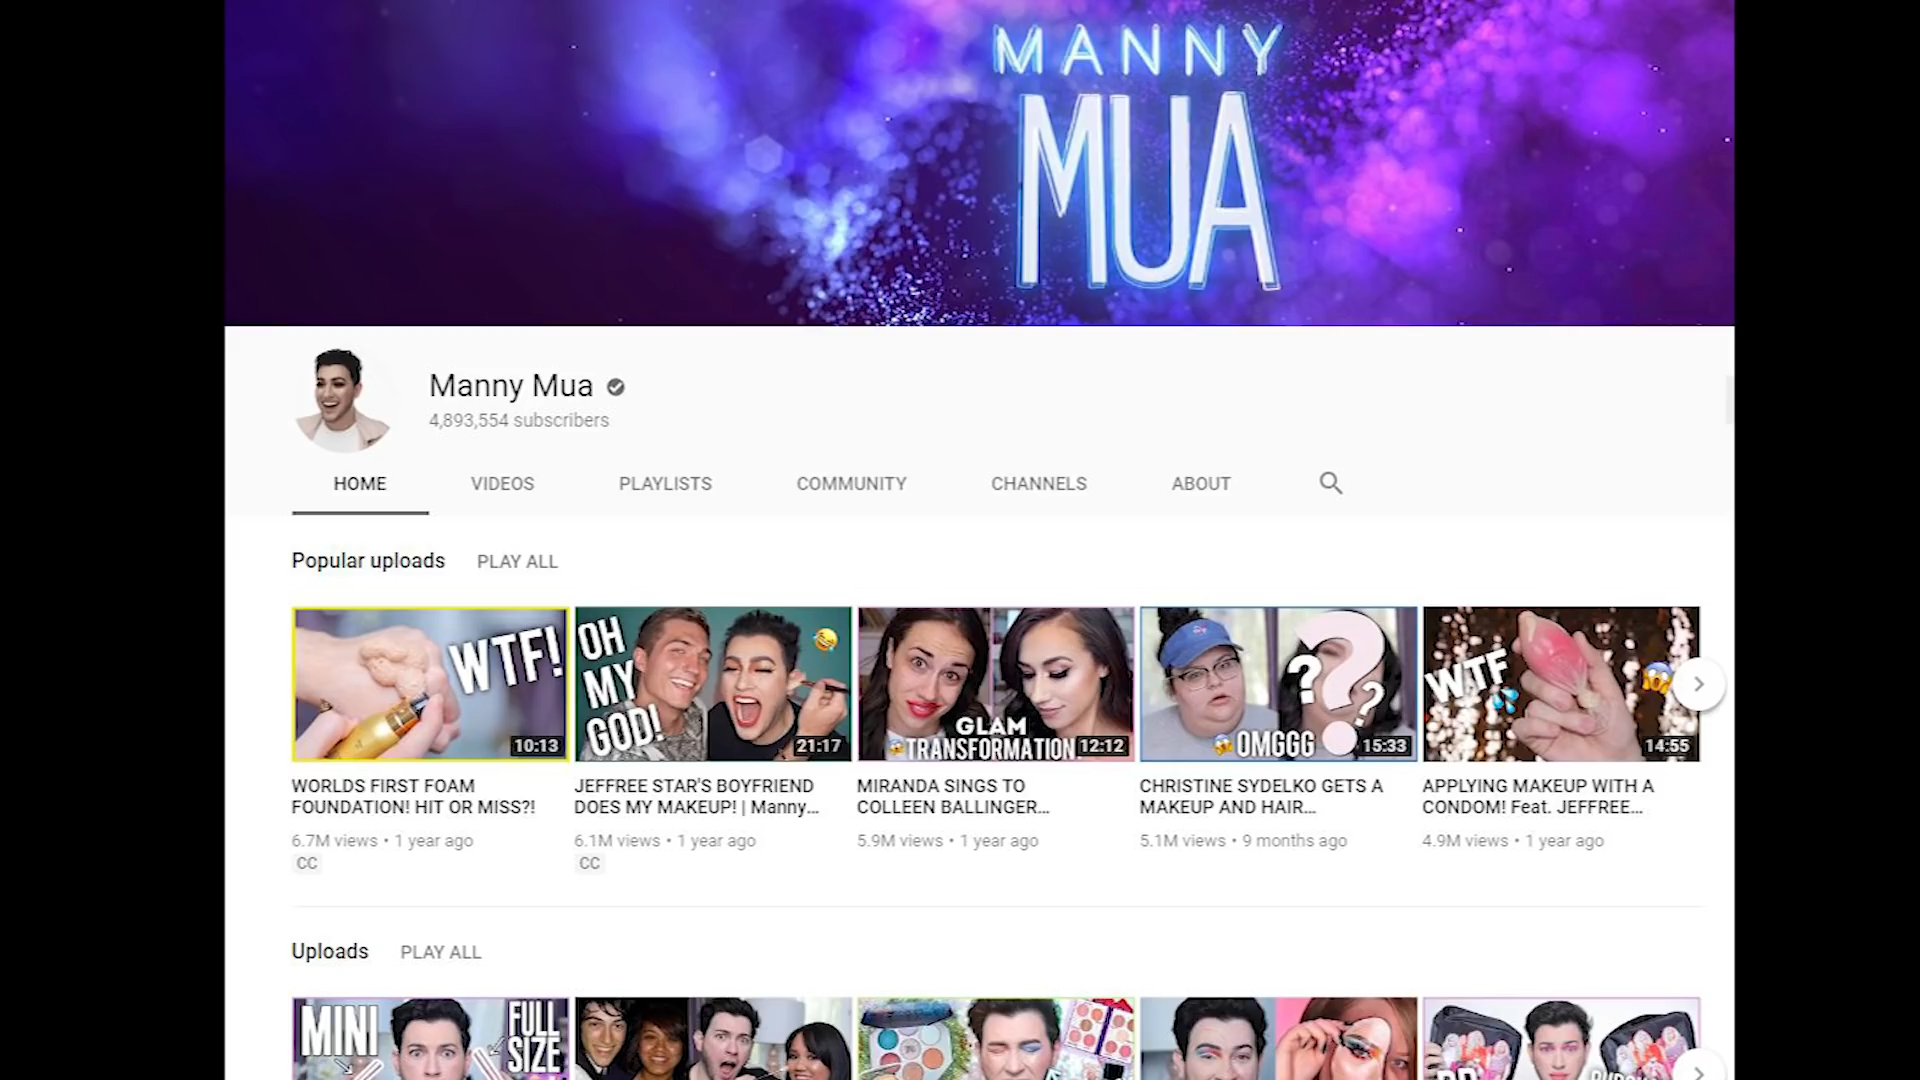 MANNY
MUA
Manny Mua
4,893,554 subscribers
HOME
VIDEOS
PLAYLISTS
COMMUNITY
CHANNELS
ABOUT
Popular uploads
PLAY ALL
WTF!
10:13
OH
MY
GOD!
21:17
GLAM
TRANSFORMATION
12:12
???
OMGGG
15:33
WTF
14:55
WORLDS FIRST FOAM
FOUNDATION! HIT OR MISS?!
6.7M views • 1 year ago
CC
JEFFREE STAR'S BOYFRIEND
DOES MY MAKEUP! | Manny...
6.1M views • 1 year ago
CC
MIRANDA SINGS TO
COLLEEN BALLINGER...
5.9M views • 1 year ago
CHRISTINE SYDELKO GETS A
MAKEUP AND HAIR...
5.1M views • 9 months ago
APPLYING MAKEUP WITH A
CONDOM! Feat. JEFFREE...
4.9M views • 1 year ago
Uploads
PLAY ALL
MINI
FULL
SIZE